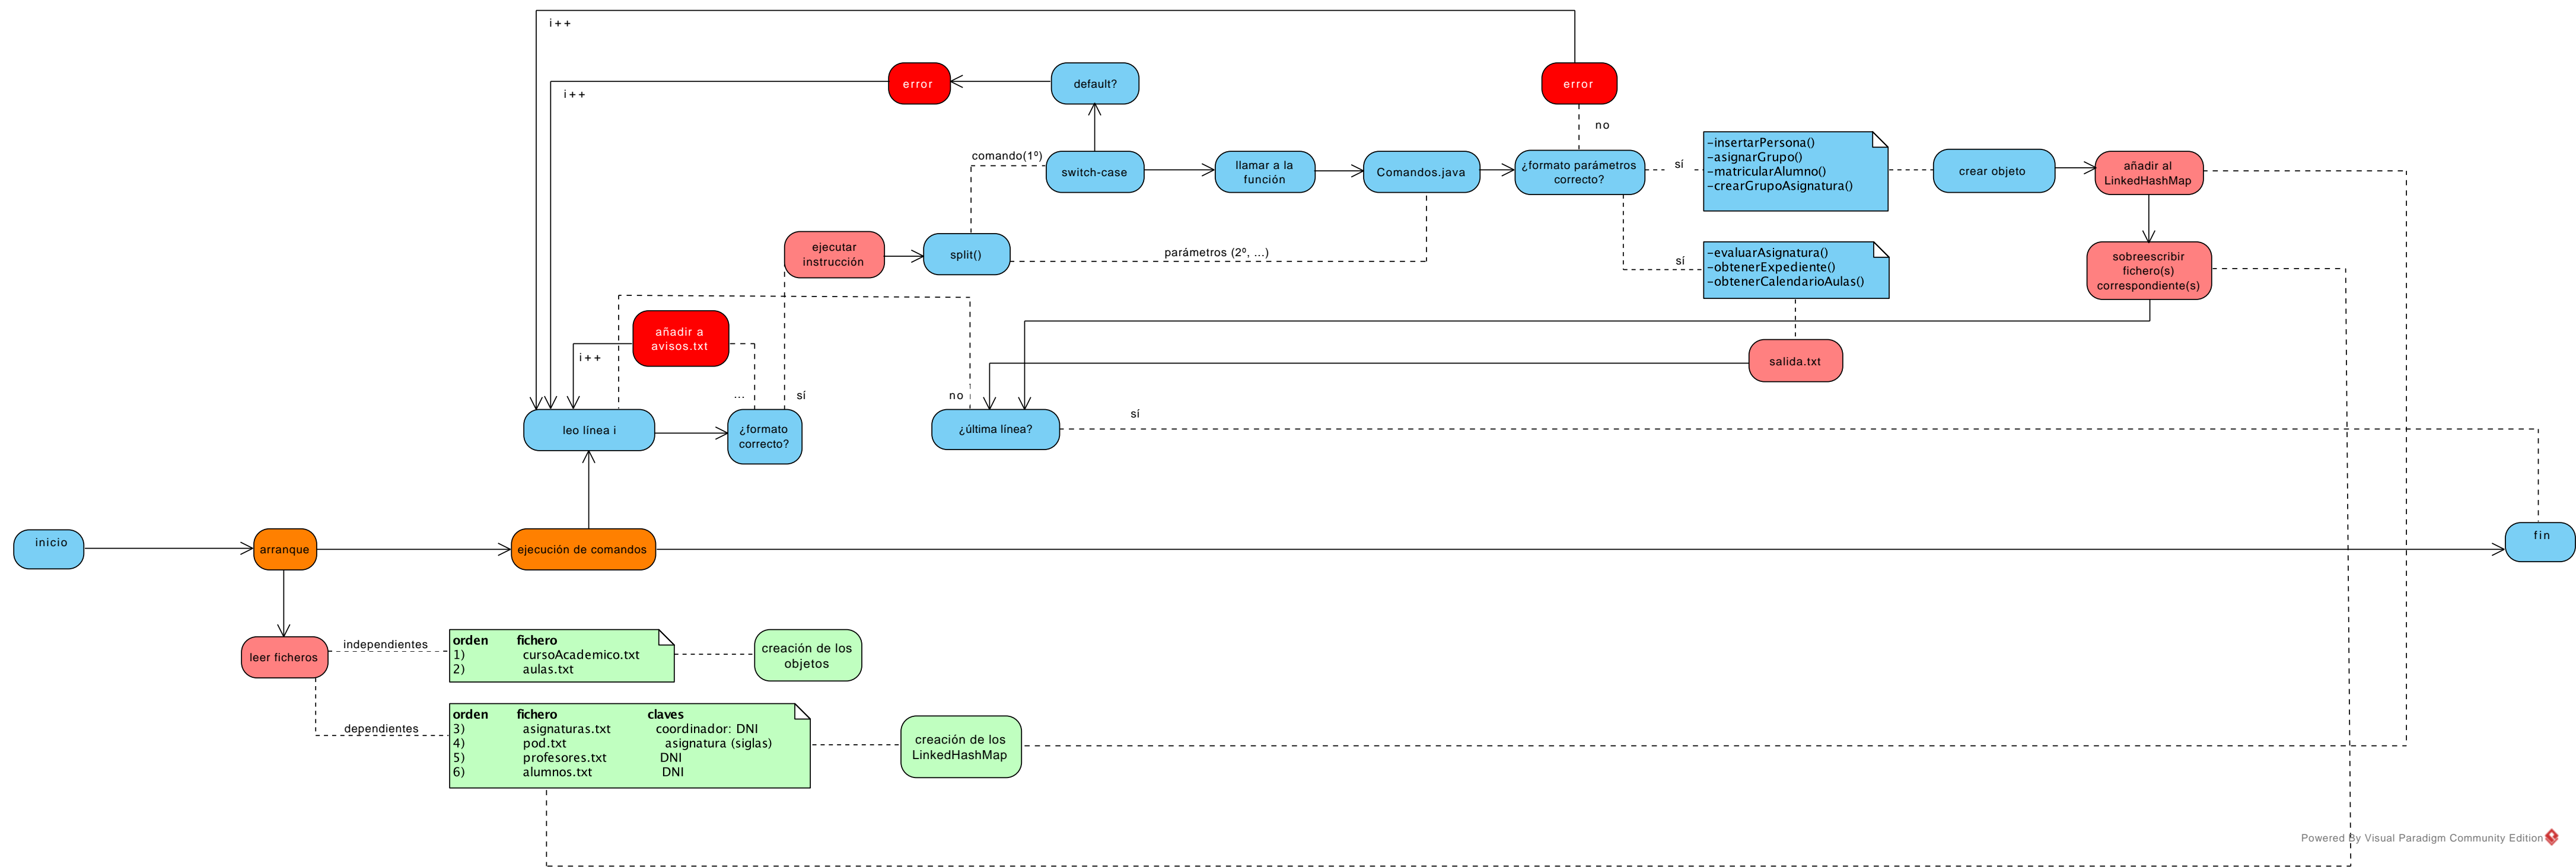 i++
error
default?
error
i++
no
comando(1º)
switch-case
llamar a la
función
Comandos.java
¿formato parámetros
correcto?
sí
-insertarPersona()
-asignarGrupo()
-matricularAlumno()
-crearGrupoAsignatura()
crear objeto
añadir al
LinkedHashMap
ejecutar
instrucción
split()
parámetros (2º, ...)
sí
-evaluarAsignatura()
-obtenerExpediente()
-obtenerCalendarioAulas()
sobreescribir
fichero(s)
correspondiente(s)
añadir a
avisos.txt
i++
salida.txt
...
sí
no
sí
leo línea i
¿formato
correcto?
¿última línea?
inicio
arranque
ejecución de comandos
fin
leer ficheros
independientes
orden fichero
1) cursoAcademico.txt
2) aulas.txt
creación de los
objetos
dependientes
orden fichero claves
3) asignaturas.txt coordinador: DNI
4) pod.txt asignatura (siglas)
5) profesores.txt DNI
6) alumnos.txt DNI
creación de los
LinkedHashMap
Powered By Visual Paradigm Community Edition